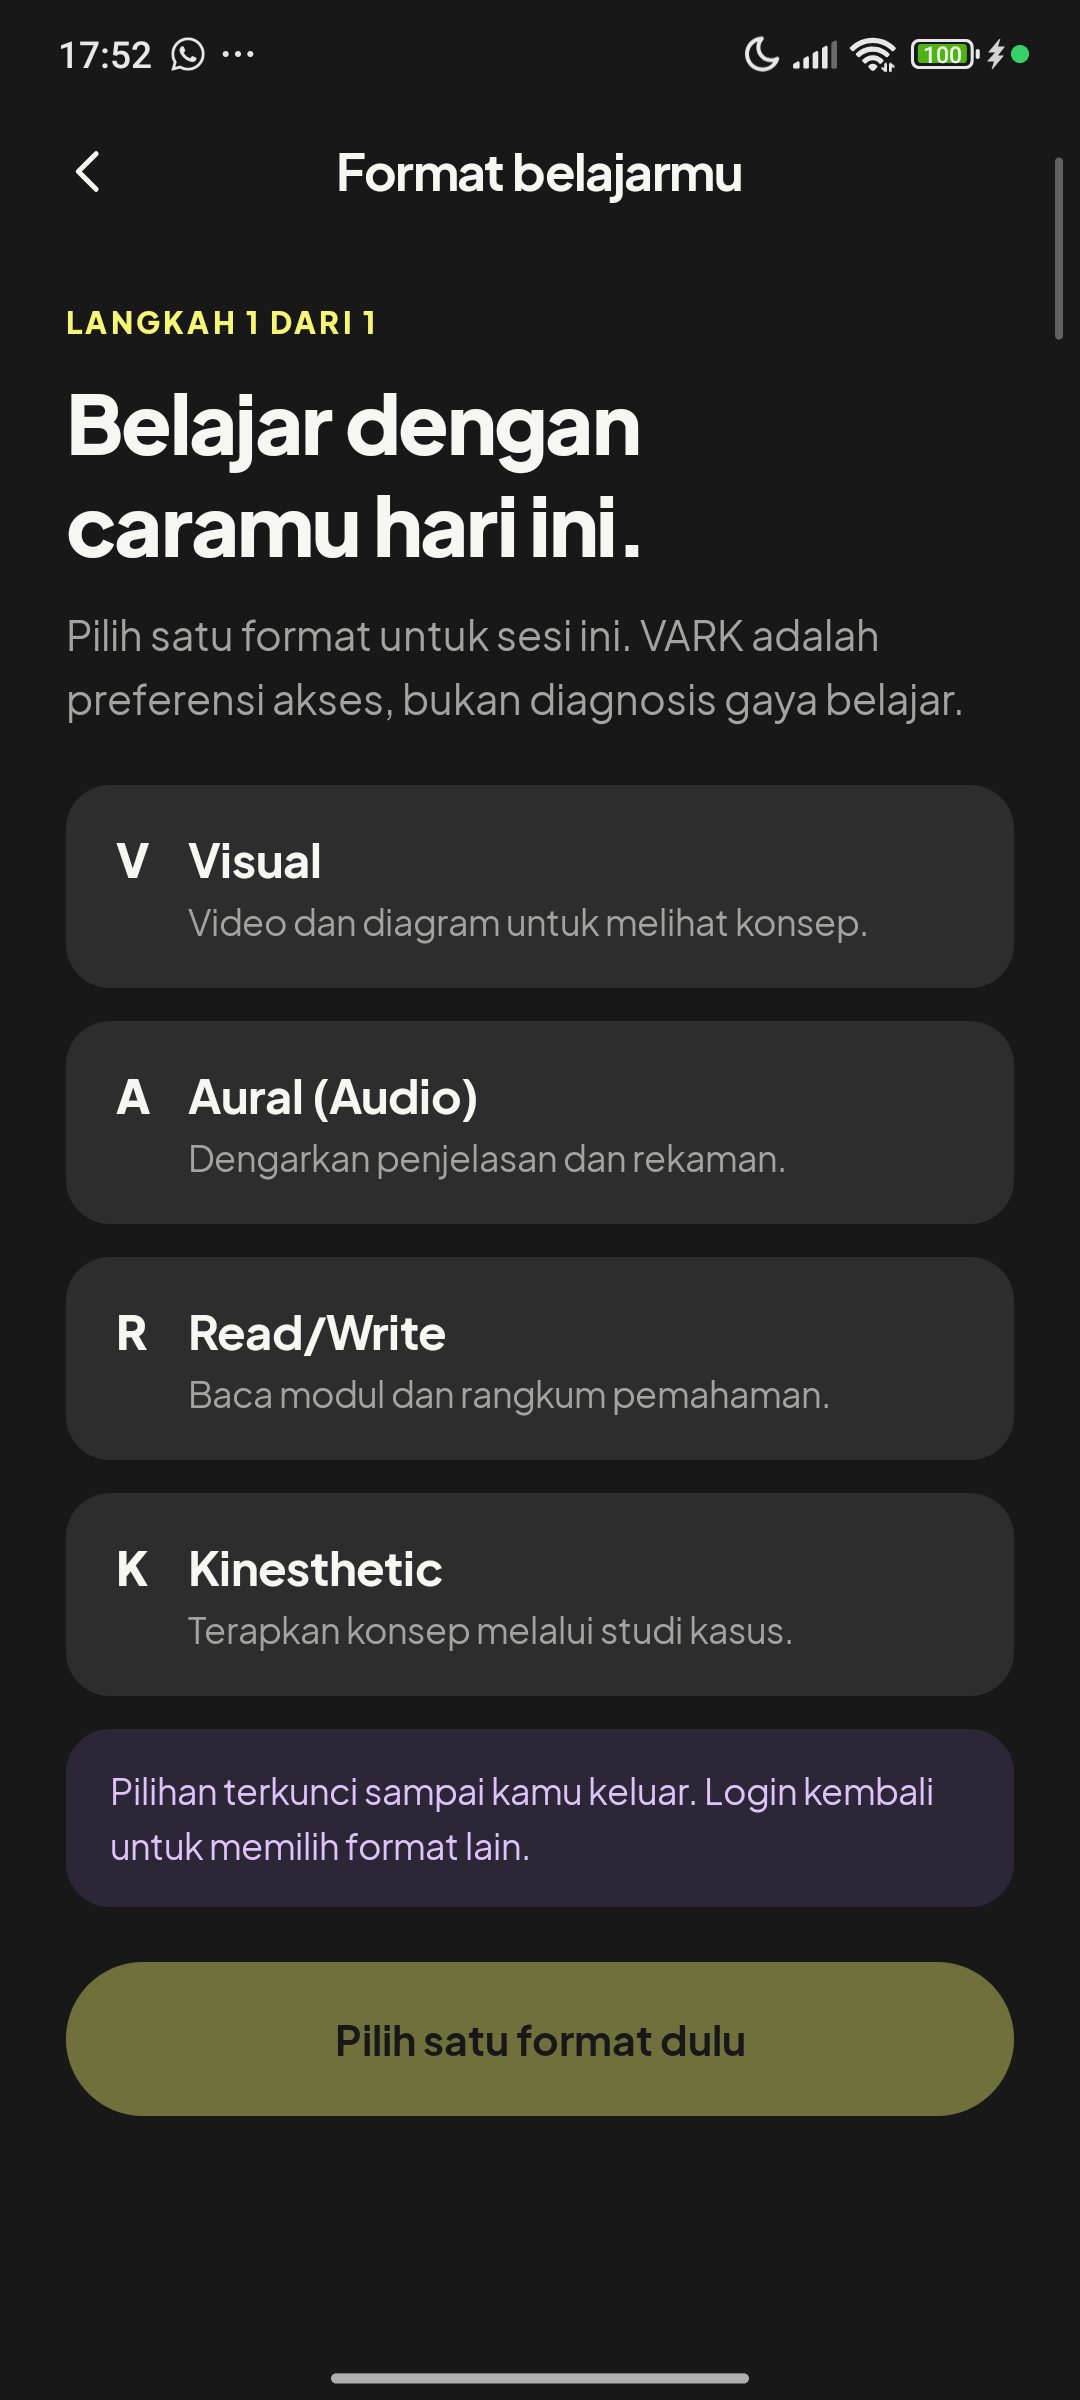 17:52
100
Format belajarmu
LANGKAH 1 DARI 1
Belajar dengan
caramu hari ini.
Pilih satu format untuk sesi ini. VARK adalah
preferensi akses, bukan diagnosis gaya belajar.
V Visual
Video dan diagram untuk melihat konsep.
A Aural (Audio)
Dengarkan penjelasan dan rekaman.
R Read/Write
Baca modul dan rangkum pemahaman.
K Kinesthetic
Terapkan konsep melalui studi kasus.
Pilihan terkunci sampai kamu keluar. Login kembali
untuk memilih format lain.
Pilih satu format dulu